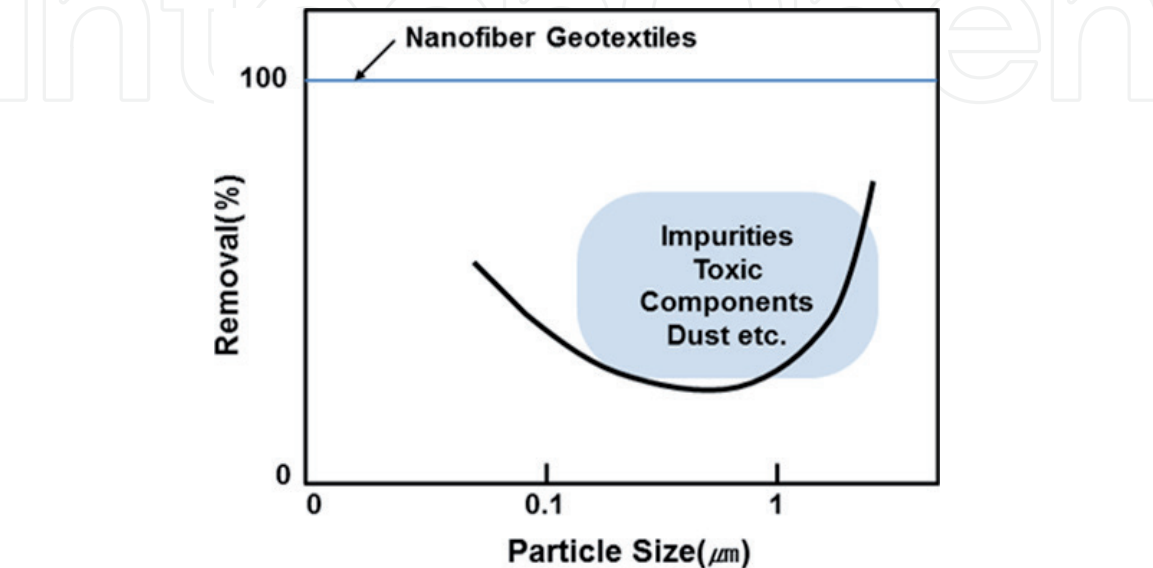 Nanofiber Geotextiles
100
Removal(%)
Impurities
Toxic
Components
Dust etc.
0
0
0.1
1
Particle Size(㎛)